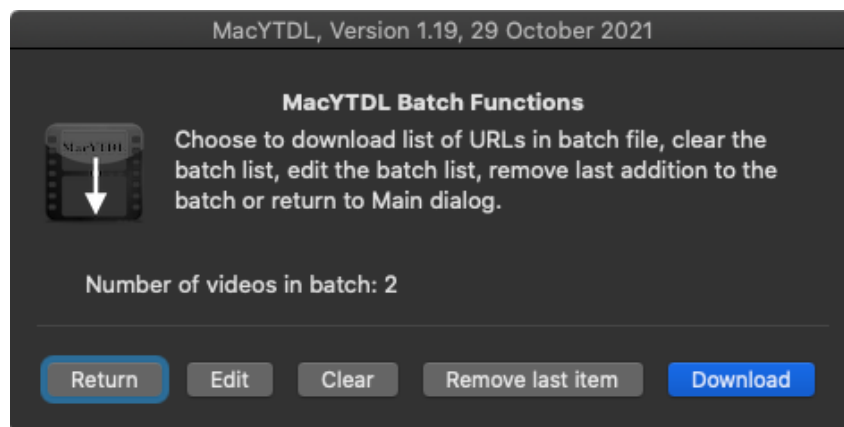 MacYTDL, Version 1.19, 29 October 2021
MacYTDL Batch Functions
MacYTDL
Choose to download list of URLs in batch file, clear the
batch list, edit the batch list, remove last addition to the
batch or return to Main dialog.
Number of videos in batch: 2
Return Edit Clear Remove last item Download